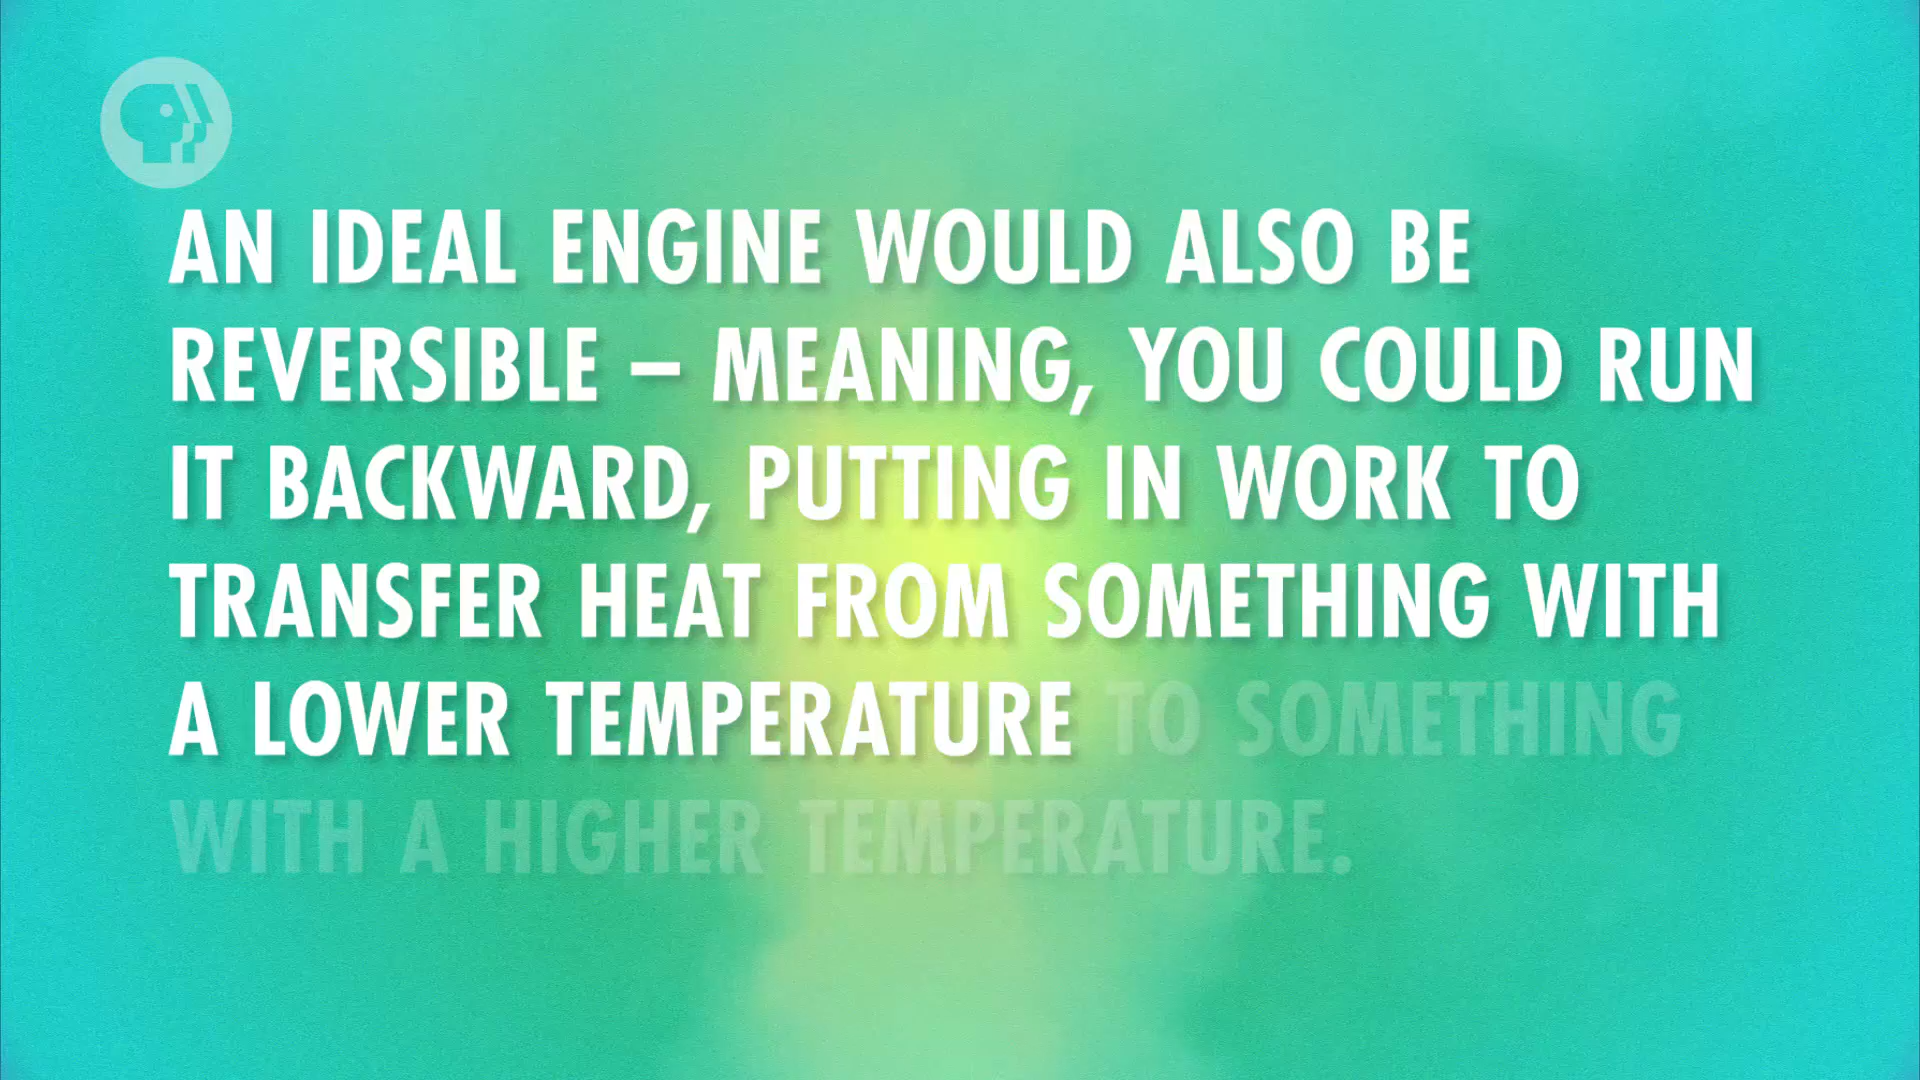 AN IDEAL ENGINE WOULD ALSO BE
REVERSIBLE – MEANING, YOU COULD RUN
IT BACKWARD, PUTTING IN WORK TO
TRANSFER HEAT FROM SOMETHING WITH
A LOWER TEMPERATURE TO SOMETHING
WITH A HIGHER TEMPERATURE.